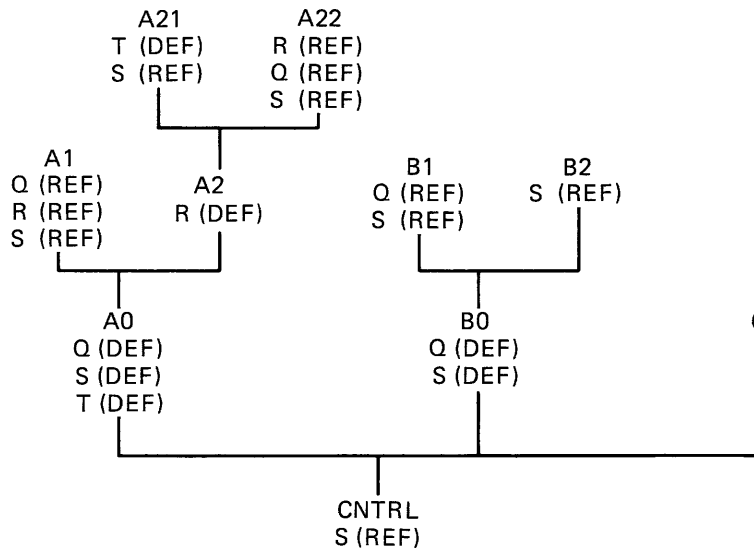 A21
T (DEF)
S (REF)
A22
R (REF)
Q (REF)
S (REF)
A1
Q (REF)
R (REF)
S (REF)
A2
R (DEF)
B1
Q (REF)
S (REF)
B2
S (REF)
A0
Q (DEF)
S (DEF)
T (DEF)
B0
Q (DEF)
S (DEF)
CNTRL
S (REF)